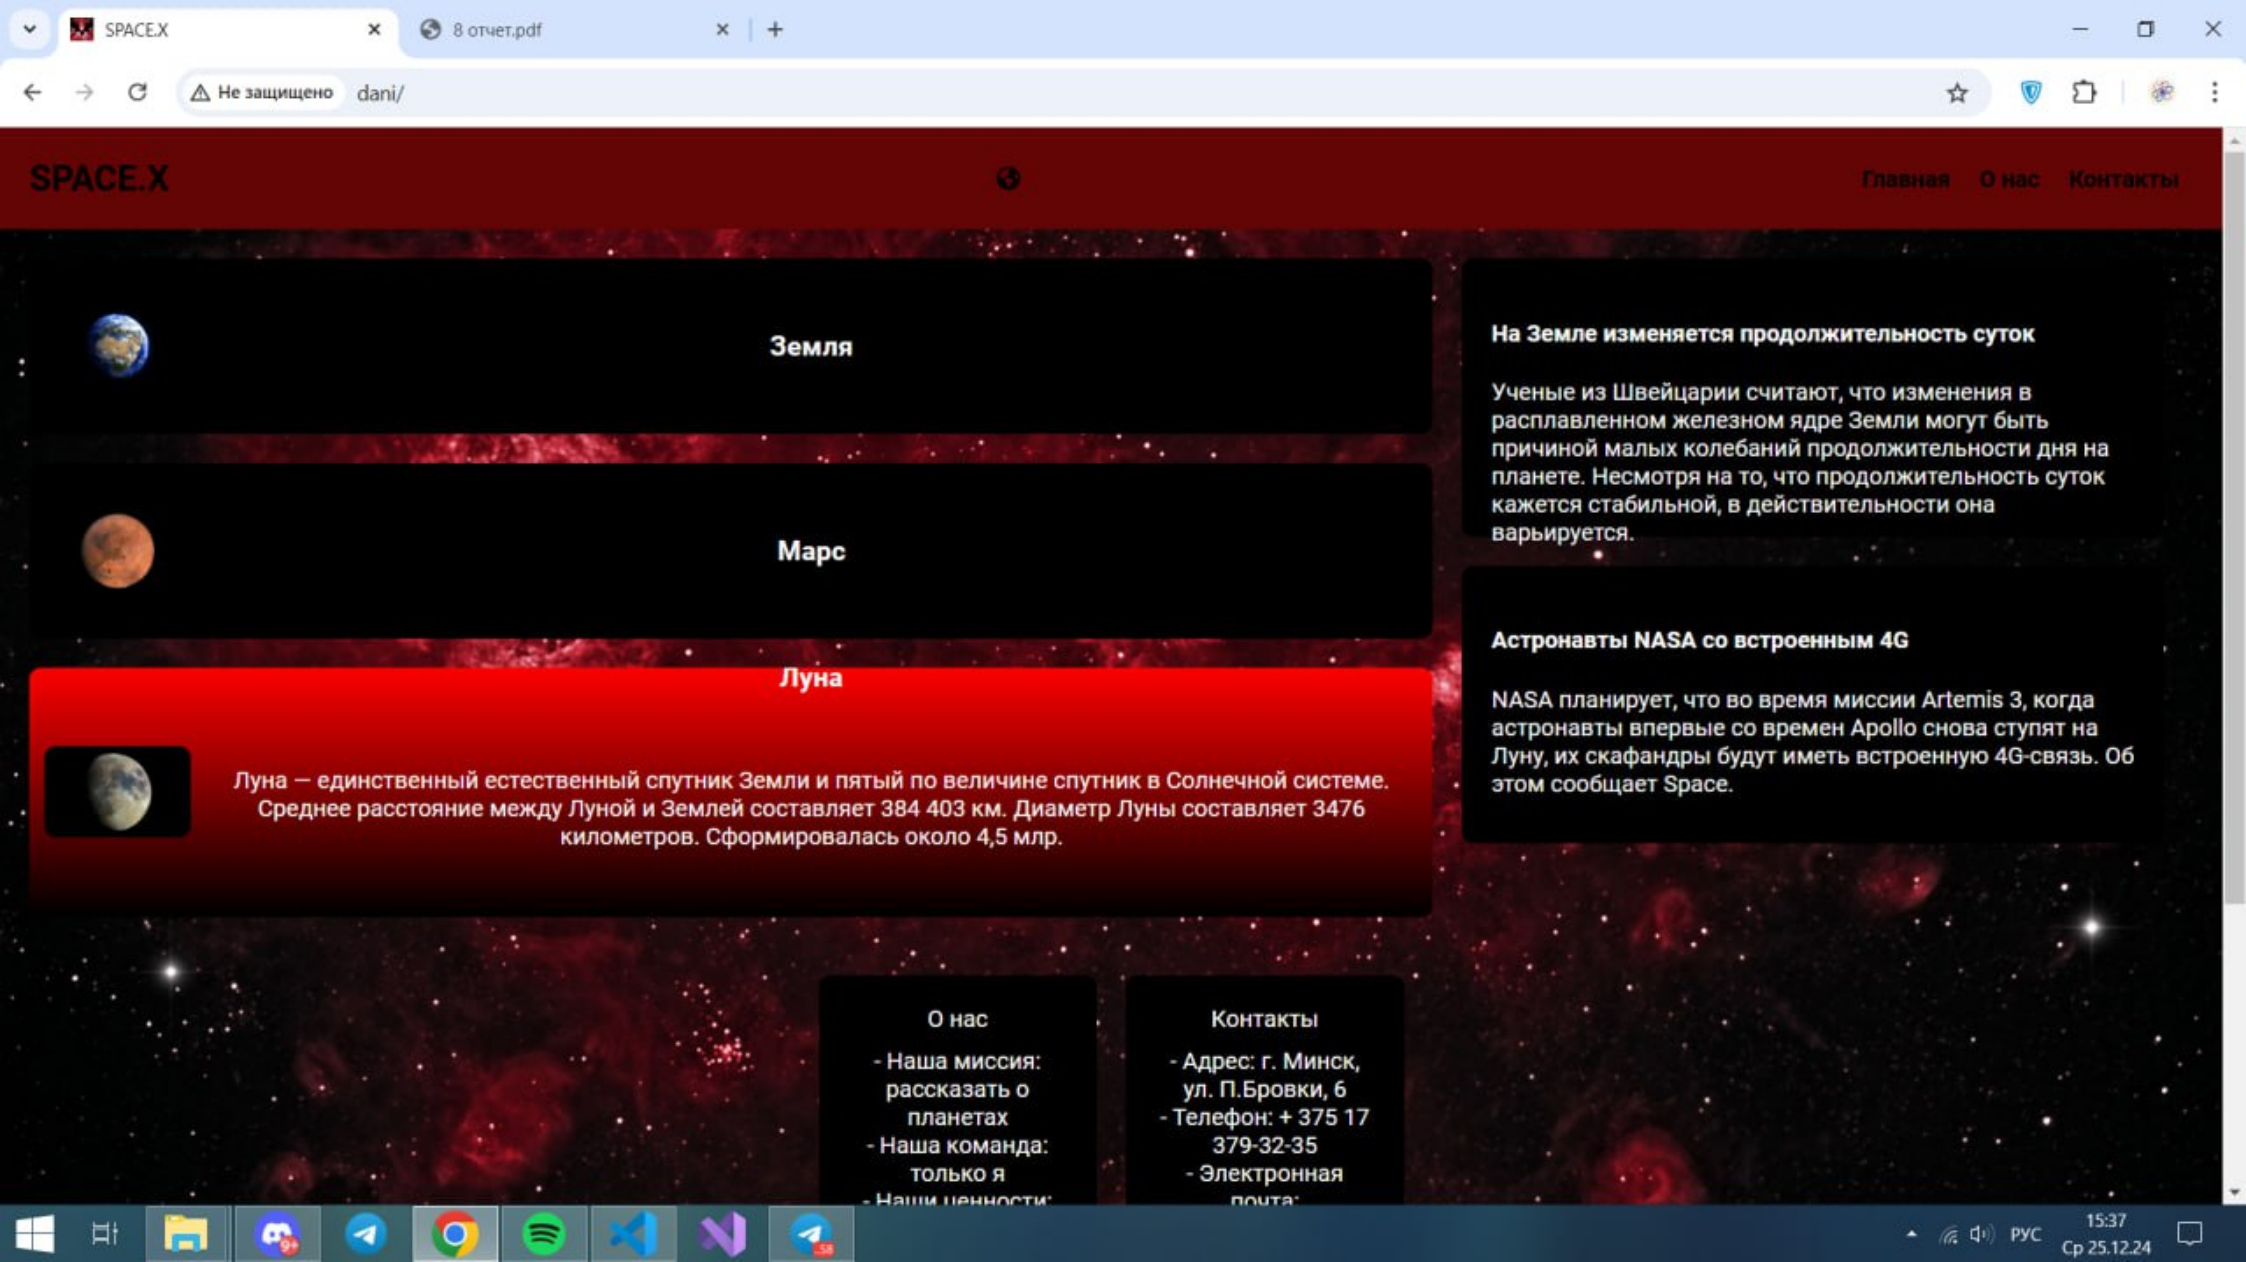 SPACE.X
8 отчет.pdf
Не защищено
dani/
SPACE.X
Главная
О нас
Контакты
Земля
Марс
Луна
Луна — единственный естественный спутник Земли и пятый по величине спутник в Солнечной системе.
Среднее расстояние между Луной и Землей составляет 384 403 км. Диаметр Луны составляет 3476
километров. Сформировалась около 4,5 млр.
На Земле изменяется продолжительность суток
Ученые из Швейцарии считают, что изменения в
расплавленном железном ядре Земли могут быть
причиной малых колебаний продолжительности дня на
планете. Несмотря на то, что продолжительность суток
кажется стабильной, в действительности она
варьируется.
Астронавты NASA со встроенным 4G
NASA планирует, что во время миссии Artemis 3, когда
астронавты впервые со времен Apollo снова ступят на
Луну, их скафандры будут иметь встроенную 4G-связь. Об
этом сообщает Space.
О нас
- Наша миссия:
рассказать о
планетах
- Наша команда:
только я
- Наши ценности:
Контакты
- Адрес: г. Минск,
ул. П.Бровки, 6
- Телефон: + 375 17
379-32-35
- Электронная
почта:
9+
..58
РУС
15:37
Ср 25.12.24